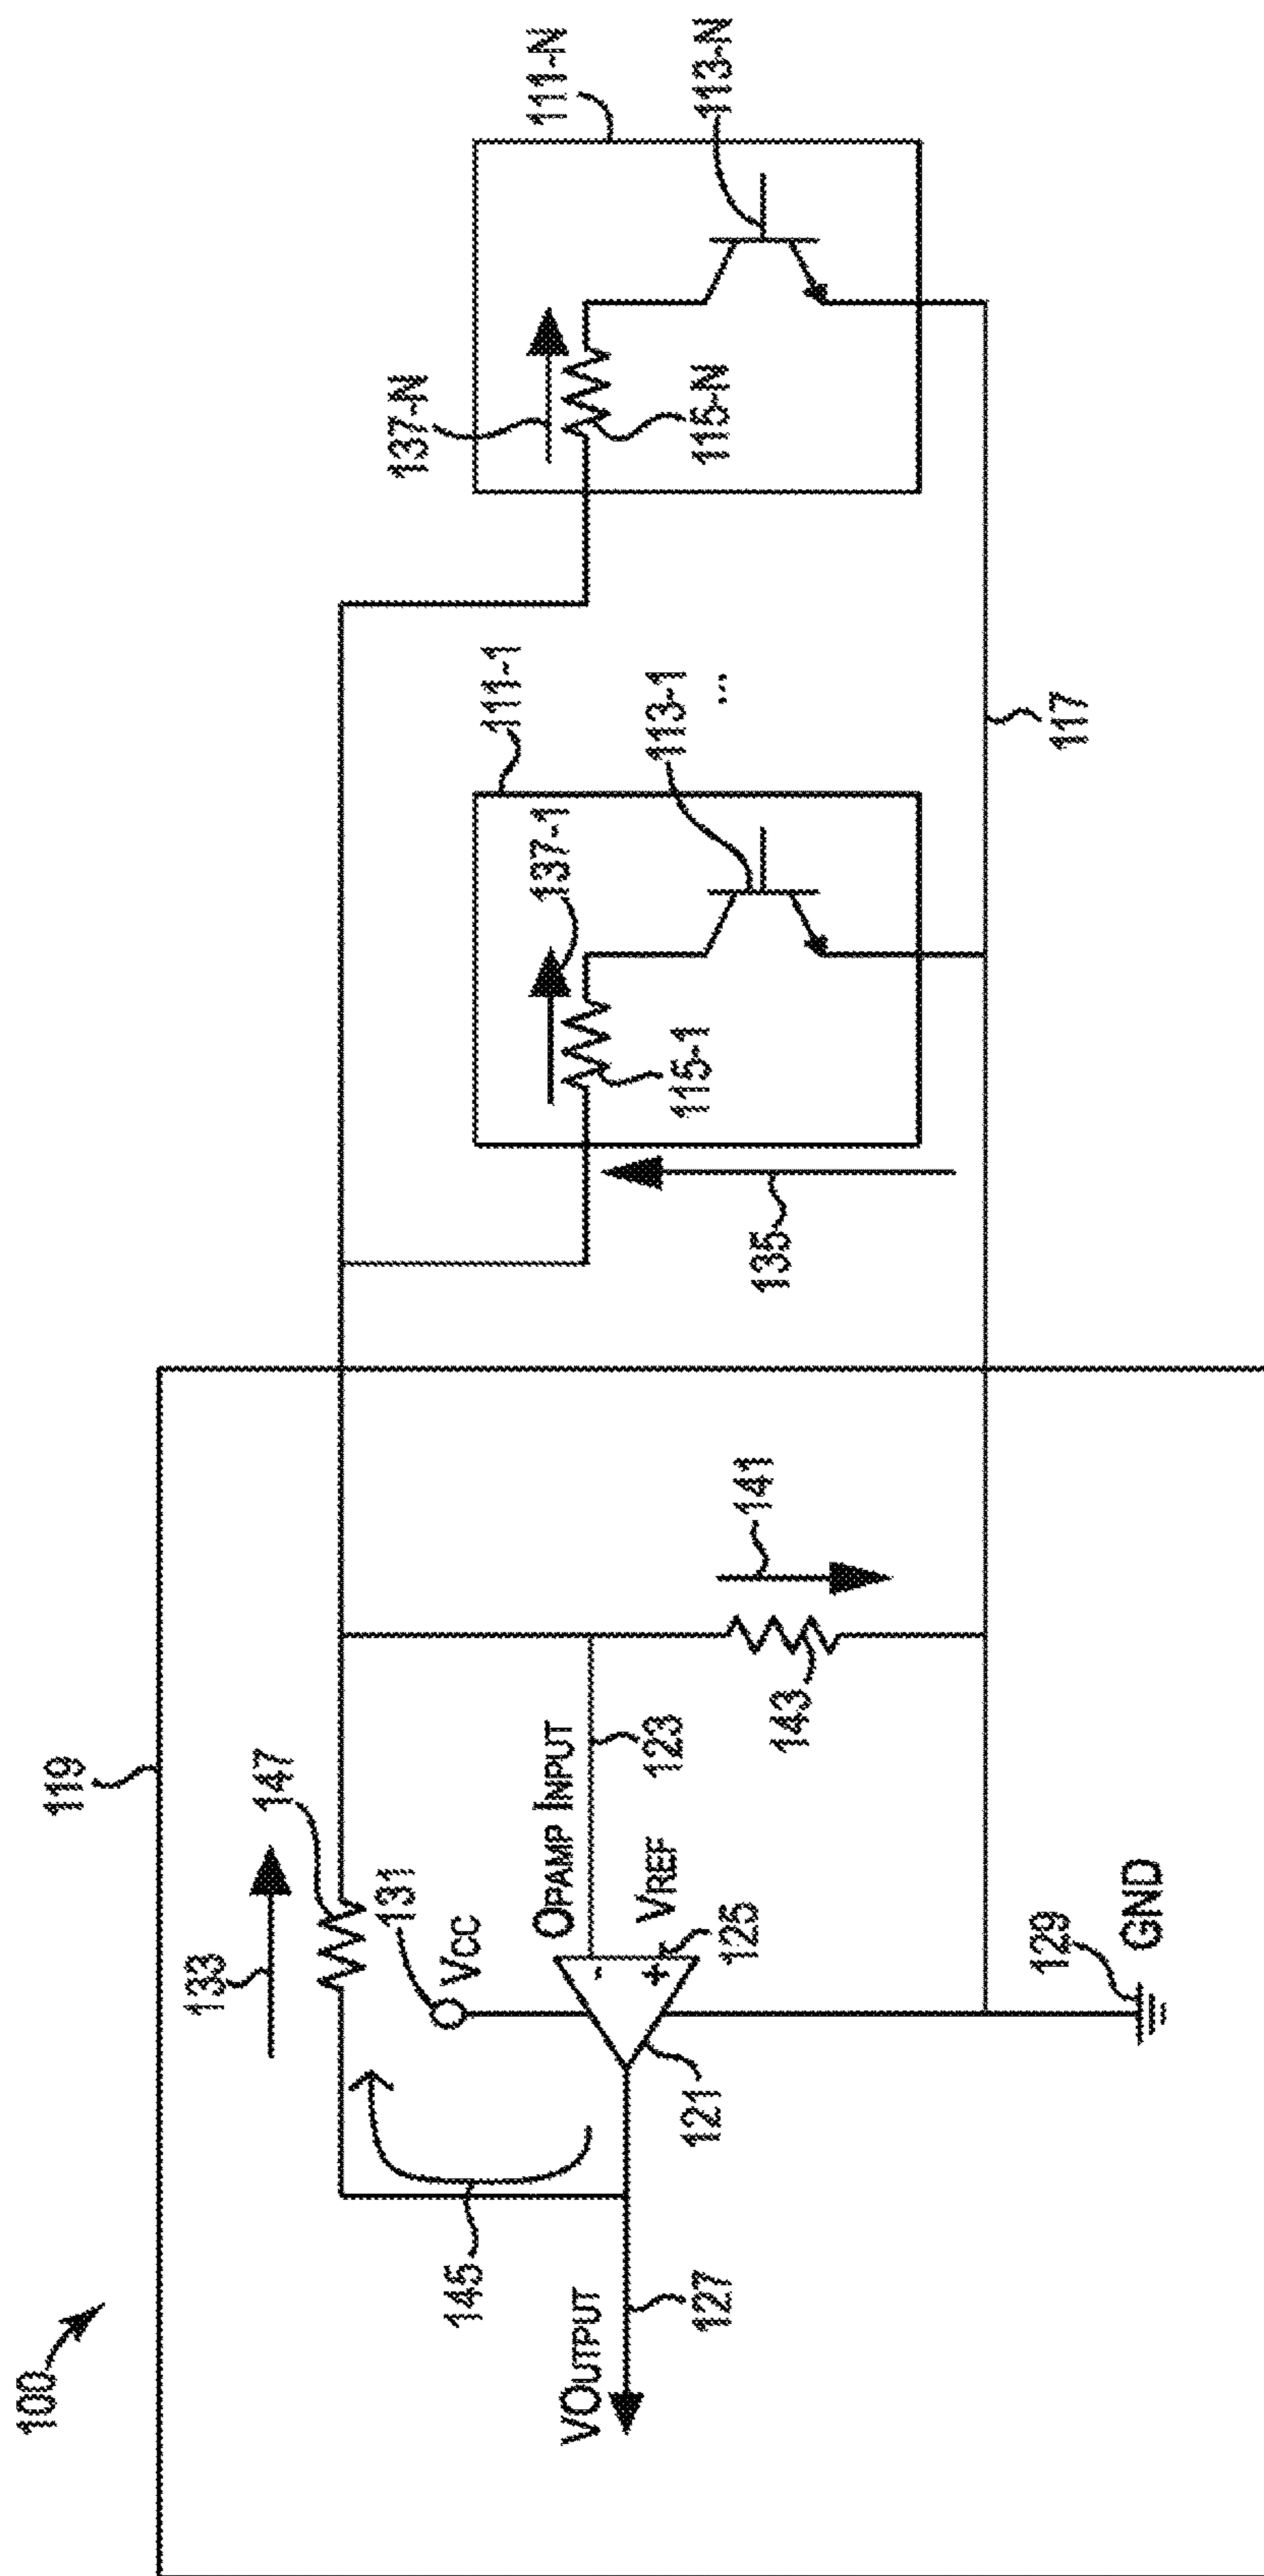 100
119
133
147
145
131
VCC
OPAMP INPUT
123
VREF
125
VOUTPUT
127
121
143
141
129
GND
135
111-1
137-1
115-1
113-1
...
117
137-N
111-N
115-N
113-N
-
+